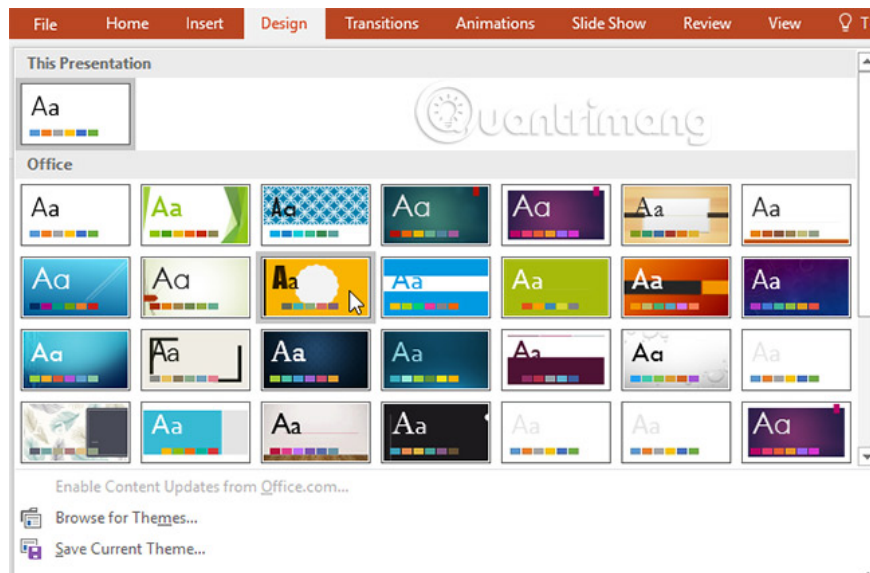 File Home Insert Design Transitions Animations Slide Show Review View T
This Presentation
Aa
Quantrimang
Office
Aa Aa Aa Aa Aa Aa Aa
Aa Aa Aa Aa Aa Aa Aa
Aa Aa Aa Aa Aa Aa Aa
Aa Aa Aa Aa Aa Aa
Enable Content Updates from Office.com...
Browse for Themes...
Save Current Theme...